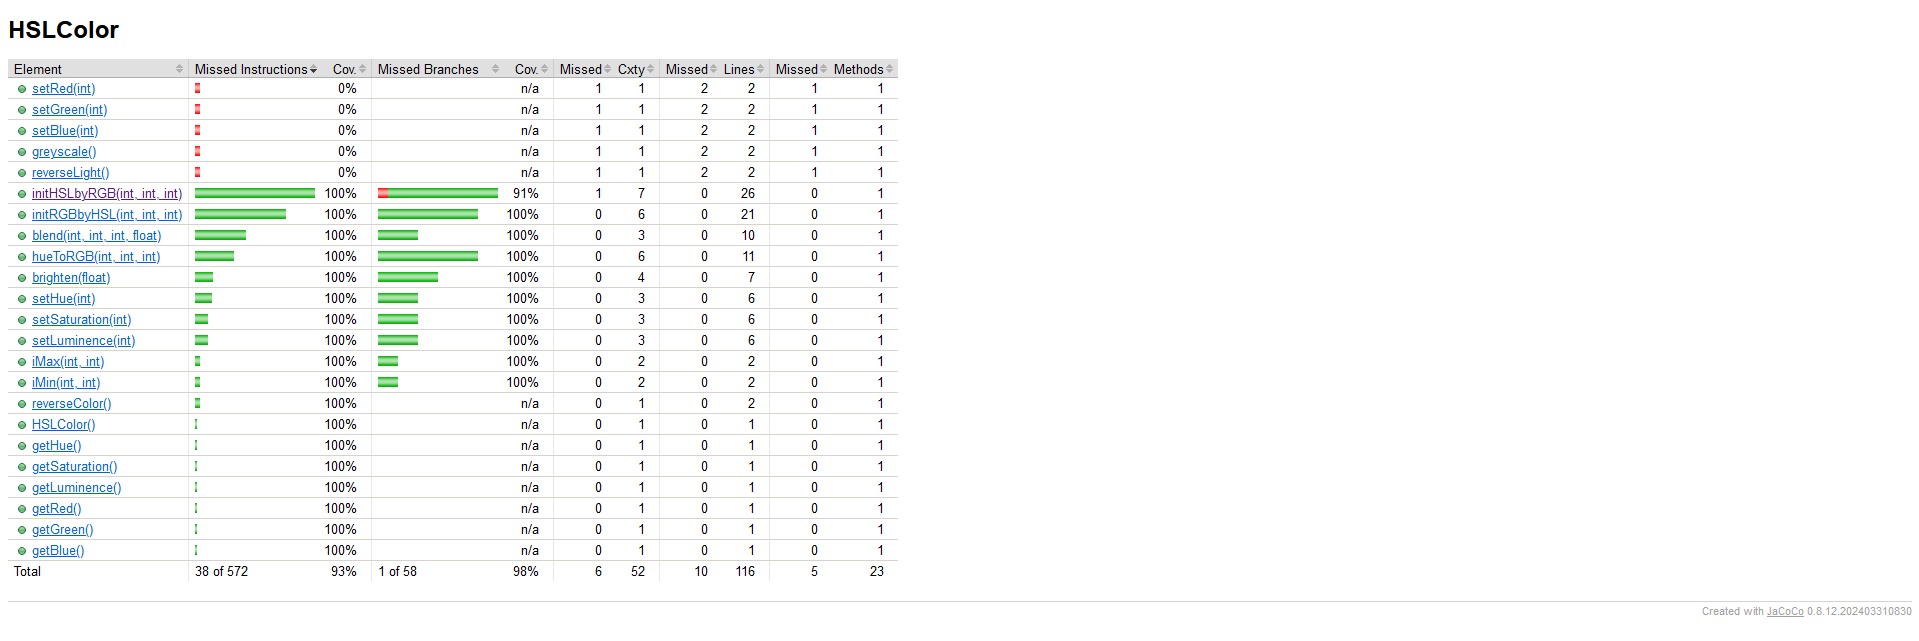 HSLColor
Element Missed Instructions Cov. Missed Branches Cov. Missed Cxty Missed Lines Missed Methods
setRed(int) 0% n/a 1 1 2 2 1 1
setGreen(int) 0% n/a 1 1 2 2 1 1
setBlue(int) 0% n/a 1 1 2 2 1 1
greyscale() 0% n/a 1 1 2 2 1 1
reverseLight() 0% n/a 1 1 2 2 1 1
initHSLbyRGB(int, int, int) 100% 91% 1 7 0 26 0 1
initRGBbyHSL(int, int, int) 100% 100% 0 6 0 21 0 1
blend(int, int, int, float) 100% 100% 0 3 0 10 0 1
hueToRGB(int, int, int) 100% 100% 0 6 0 11 0 1
brighten(float) 100% 100% 0 4 0 7 0 1
setHue(int) 100% 100% 0 3 0 6 0 1
setSaturation(int) 100% 100% 0 3 0 6 0 1
setLuminence(int) 100% 100% 0 3 0 6 0 1
iMax(int, int) 100% 100% 0 2 0 2 0 1
iMin(int, int) 100% 100% 0 2 0 2 0 1
reverseColor() 100% n/a 0 1 0 2 0 1
HSLColor() 100% n/a 0 1 0 1 0 1
getHue() 100% n/a 0 1 0 1 0 1
getSaturation() 100% n/a 0 1 0 1 0 1
getLuminence() 100% n/a 0 1 0 1 0 1
getRed() 100% n/a 0 1 0 1 0 1
getGreen() 100% n/a 0 1 0 1 0 1
getBlue() 100% n/a 0 1 0 1 0 1
Total 38 of 572 93% 1 of 58 98% 6 52 10 116 5 23
Created with JaCoCo 0.8.12.202403310830